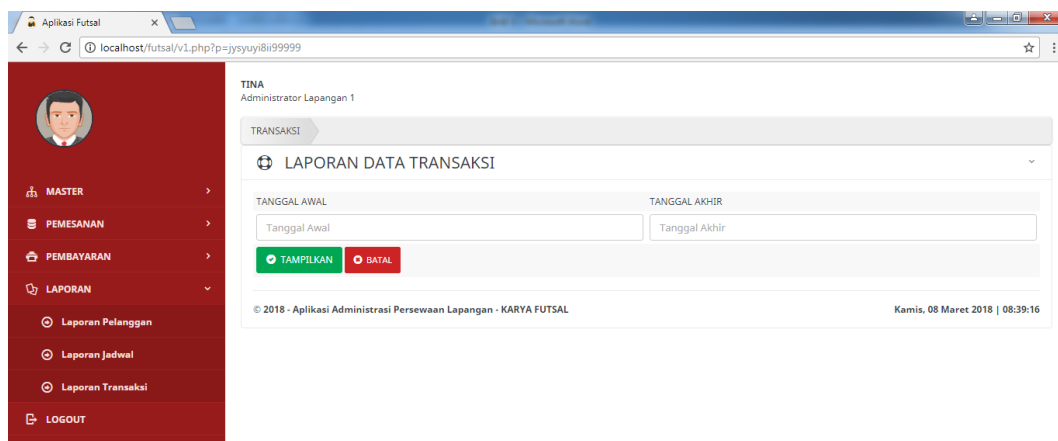 Aplikasi Futsal
localhost/futsal/v1.php?p=jysyuyi8ii99999
TINA
Administrator Lapangan 1
TRANSAKSI
LAPORAN DATA TRANSAKSI
MASTER
PEMESANAN
PEMBAYARAN
LAPORAN
Laporan Pelanggan
Laporan Jadwal
Laporan Transaksi
LOGOUT
TANGGAL AWAL
TANGGAL AKHIR
Tanggal Awal
Tanggal Akhir
TAMPILKAN
BATAL
© 2018 - Aplikasi Administrasi Persewaan Lapangan - KARYA FUTSAL
Kamis, 08 Maret 2018 | 08:39:16